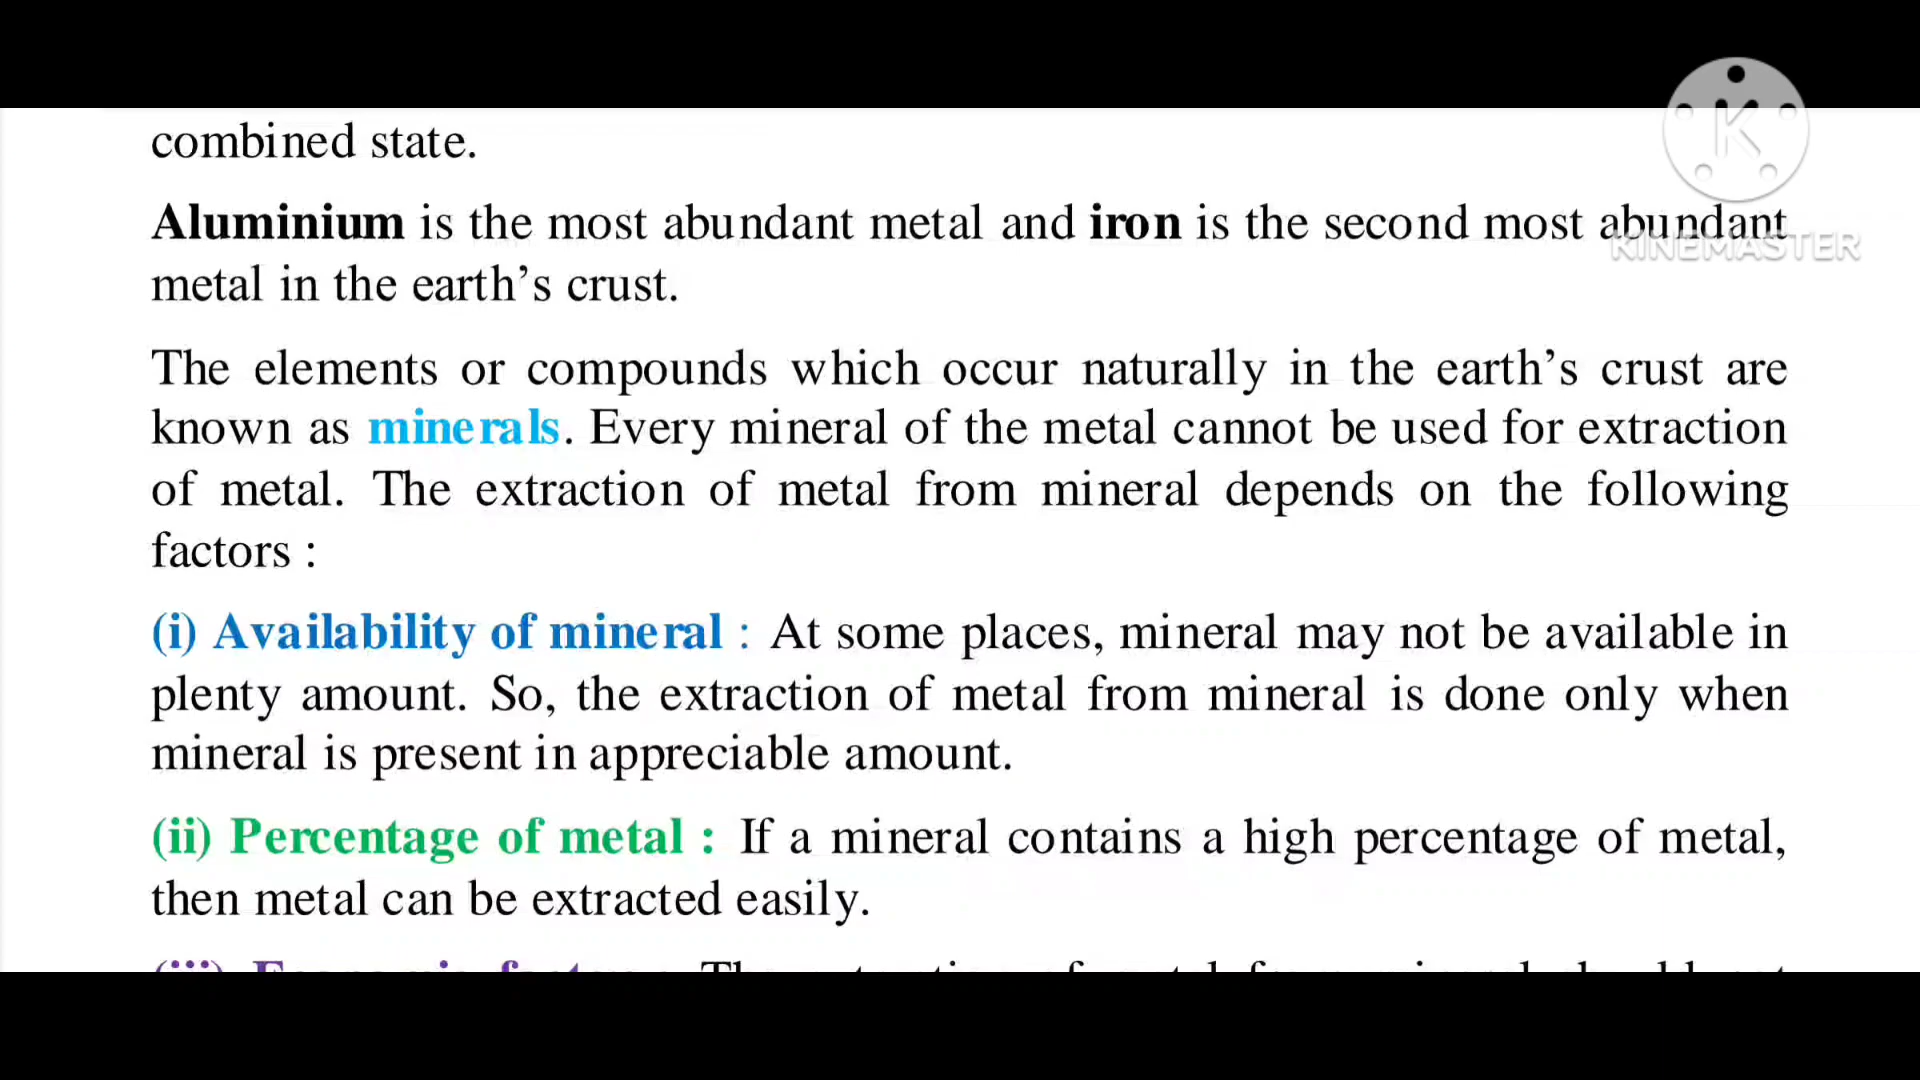 combined state.
Aluminium is the most abundant metal and iron is the second most abundant
KINEMASTER
metal in the earth’s crust.
The elements or compounds which occur naturally in the earth’s crust are
known as minerals. Every mineral of the metal cannot be used for extraction
of metal. The extraction of metal from mineral depends on the following
factors :
(i) Availability of mineral : At some places, mineral may not be available in
plenty amount. So, the extraction of metal from mineral is done only when
mineral is present in appreciable amount.
(ii) Percentage of metal : If a mineral contains a high percentage of metal,
then metal can be extracted easily.